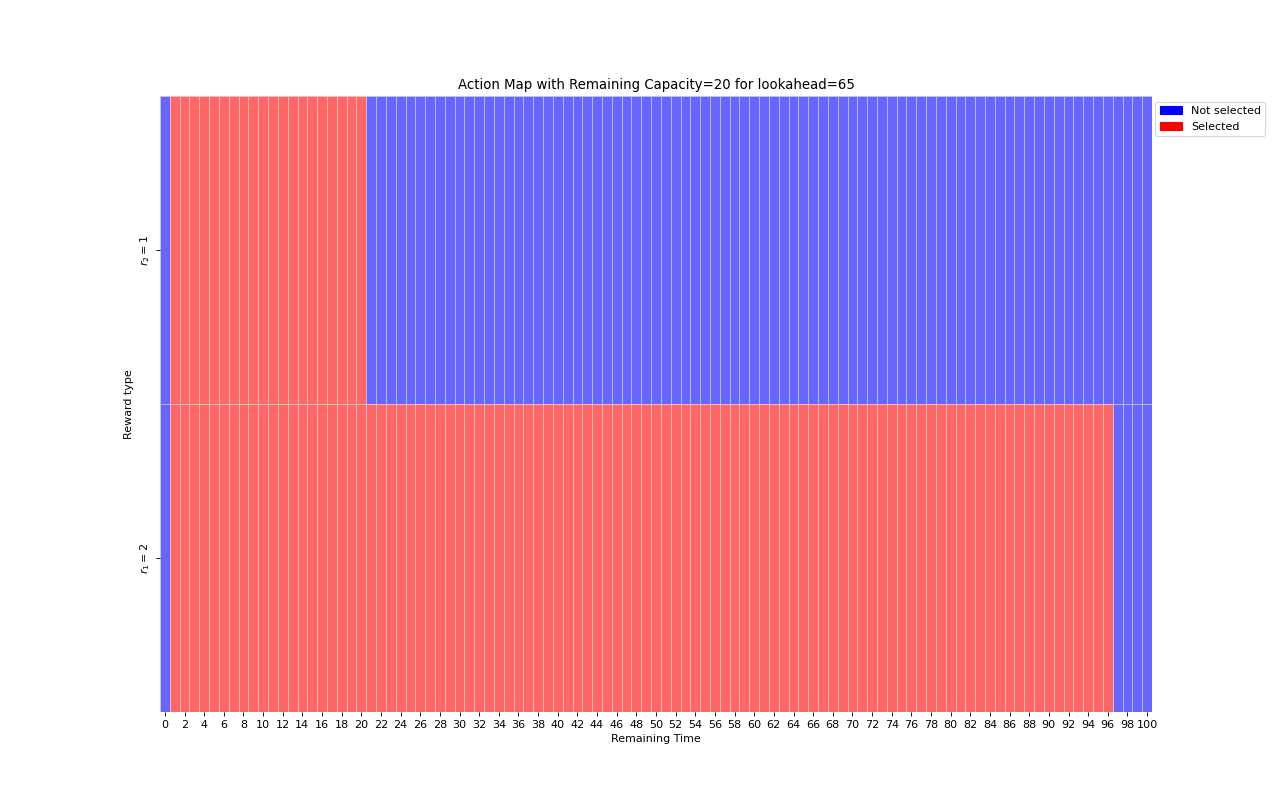 Action Map with Remaining Capacity=20 for lookahead=65
Not selected
Selected
r₂ = 1
Reward type
r₁ = 2
0 2 4 6 8 10 12 14 16 18 20 22 24 26 28 30 32 34 36 38 40 42 44 46 48 50 52 54 56 58 60 62 64 66 68 70 72 74 76 78 80 82 84 86 88 90 92 94 96 98 100
Remaining Time